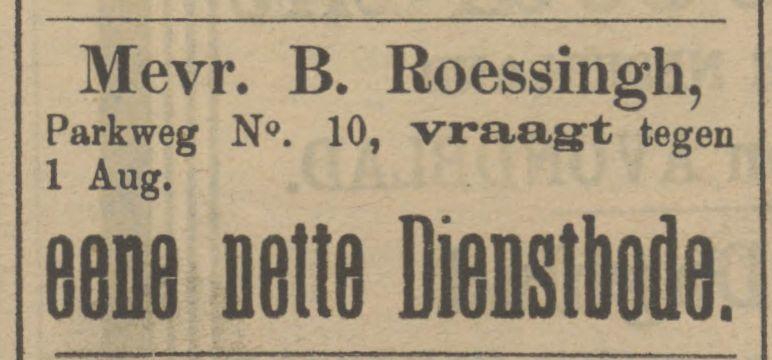 Mevr. B. Roessingh,
Parkweg No. 10, vraagt tegen
1 Aug.
eene nette Dienstbode.